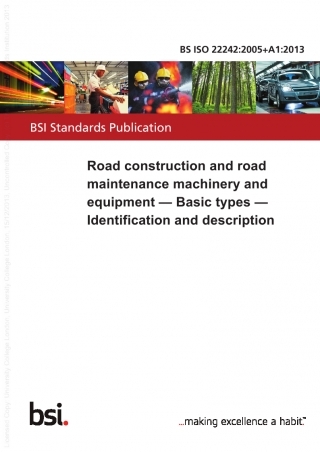 BS ISO 22242:2005+A1:2013
BSI Standards Publication
Road construction and road
maintenance machinery and
equipment — Basic types —
Identification and description
bsi.
...making excellence a habit.™